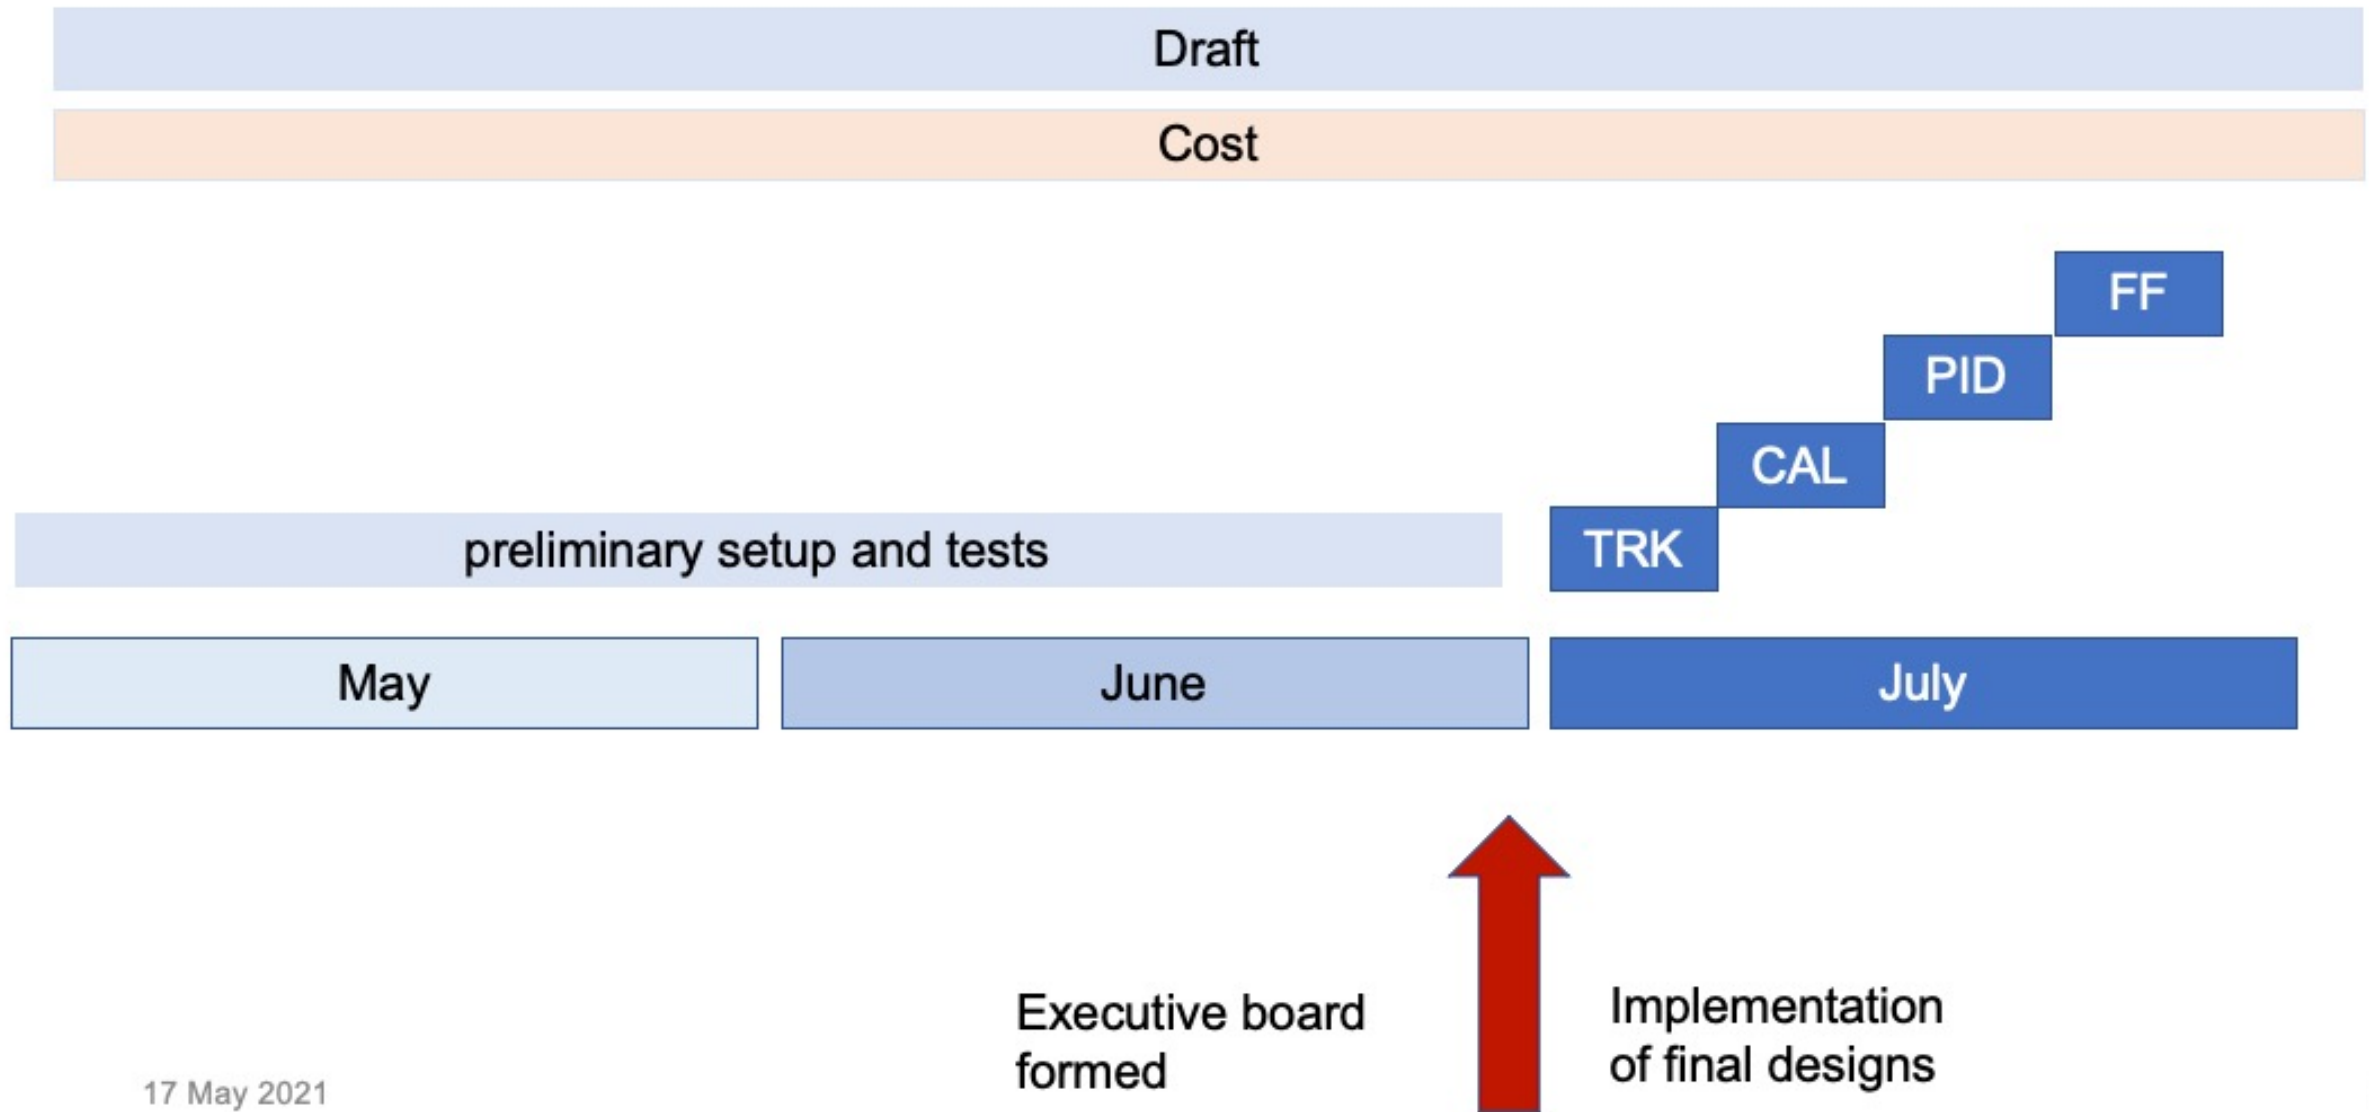 Draft
Cost
FF
PID
CAL
TRK
preliminary setup and tests
May
June
July
Executive board
formed
Implementation
of final designs
17 May 2021